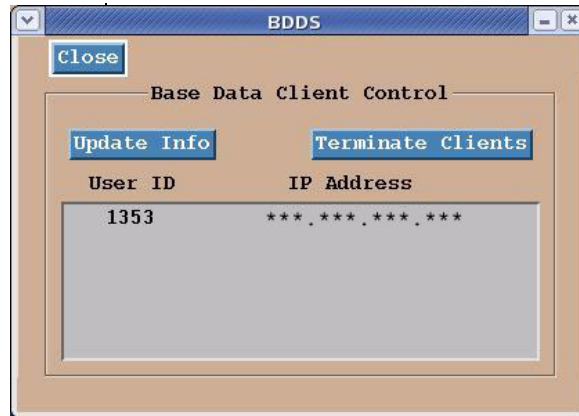 BDDS
Close
Base Data Client Control
Update Info Terminate Clients
User ID IP Address
1353 ***.***.***.***